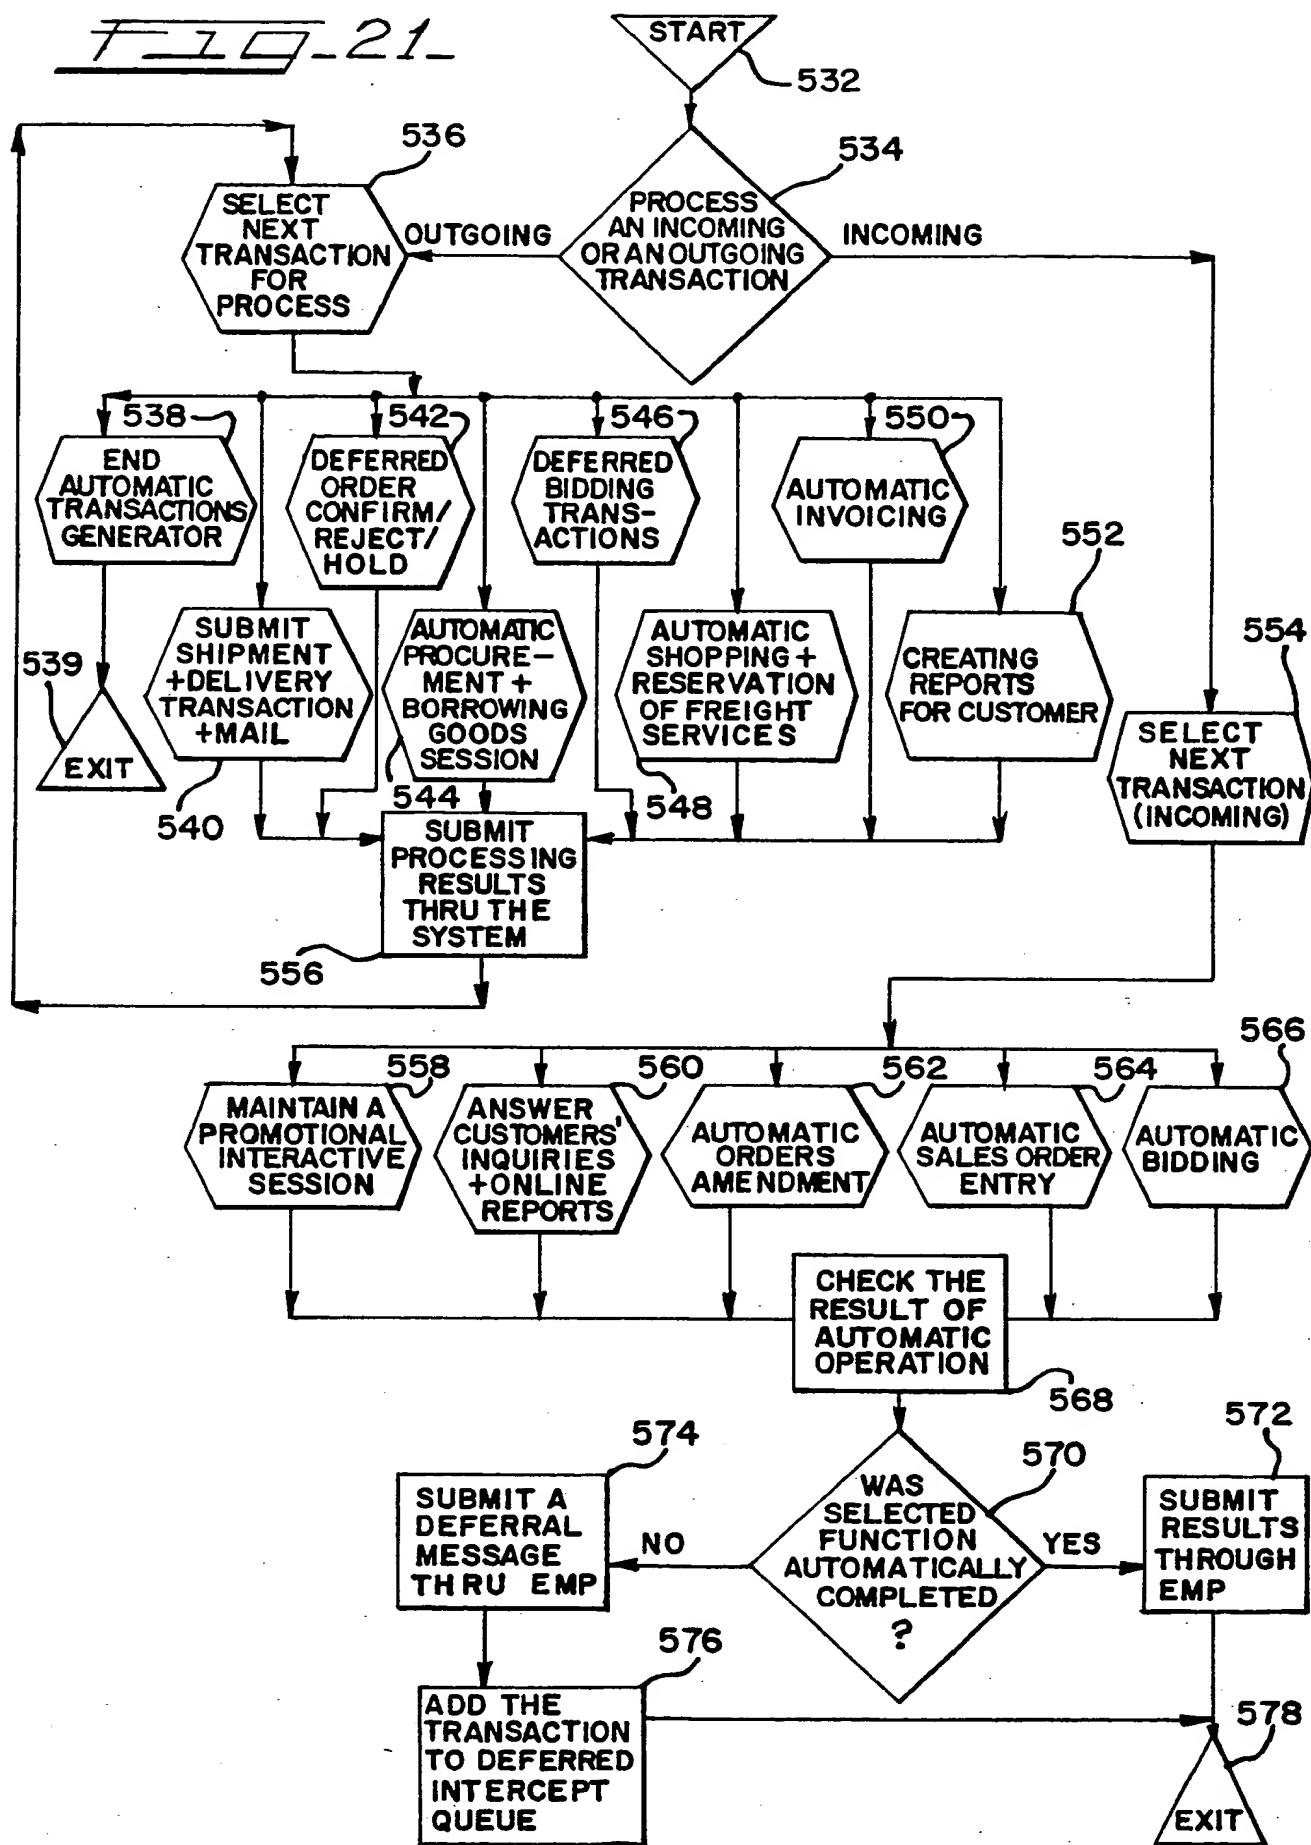 FIG_21_
START
532
534
PROCESS
AN INCOMING
OR AN OUTGOING
TRANSACTION
OUTGOING
INCOMING
536
SELECT
NEXT
TRANSACTION
FOR
PROCESS
538
END
AUTOMATIC
TRANSACTIONS
GENERATOR
539
EXIT
SUBMIT
SHIPMENT
+DELIVERY
TRANSACTION
+MAIL
540
542
DEFERRED
ORDER
CONFIRM/
REJECT/
HOLD
AUTOMATIC
PROCURE-
MENT +
BORROWING
GOODS
SESSION
544
546
DEFERRED
BIDDING
TRANS-
ACTIONS
AUTOMATIC
SHOPPING +
RESERVATION
OF FREIGHT
SERVICES
548
550
AUTOMATIC
INVOICING
552
CREATING
REPORTS
FOR CUSTOMER
554
SELECT
NEXT
TRANSACTION
(INCOMING)
SUBMIT
PROCESSING
RESULTS
THRU THE
SYSTEM
556
558
MAINTAIN A
PROMOTIONAL
INTERACTIVE
SESSION
560
ANSWER
CUSTOMERS'
INQUIRIES
+ONLINE
REPORTS
562
AUTOMATIC
ORDERS
AMENDMENT
564
AUTOMATIC
SALES ORDER
ENTRY
566
AUTOMATIC
BIDDING
CHECK THE
RESULT OF
AUTOMATIC
OPERATION
568
570
WAS
SELECTED
FUNCTION
AUTOMATICALLY
COMPLETED
?
NO
YES
572
SUBMIT
RESULTS
THROUGH
EMP
574
SUBMIT A
DEFERRAL
MESSAGE
THRU EMP
576
ADD THE
TRANSACTION
TO DEFERRED
INTERCEPT
QUEUE
578
EXIT